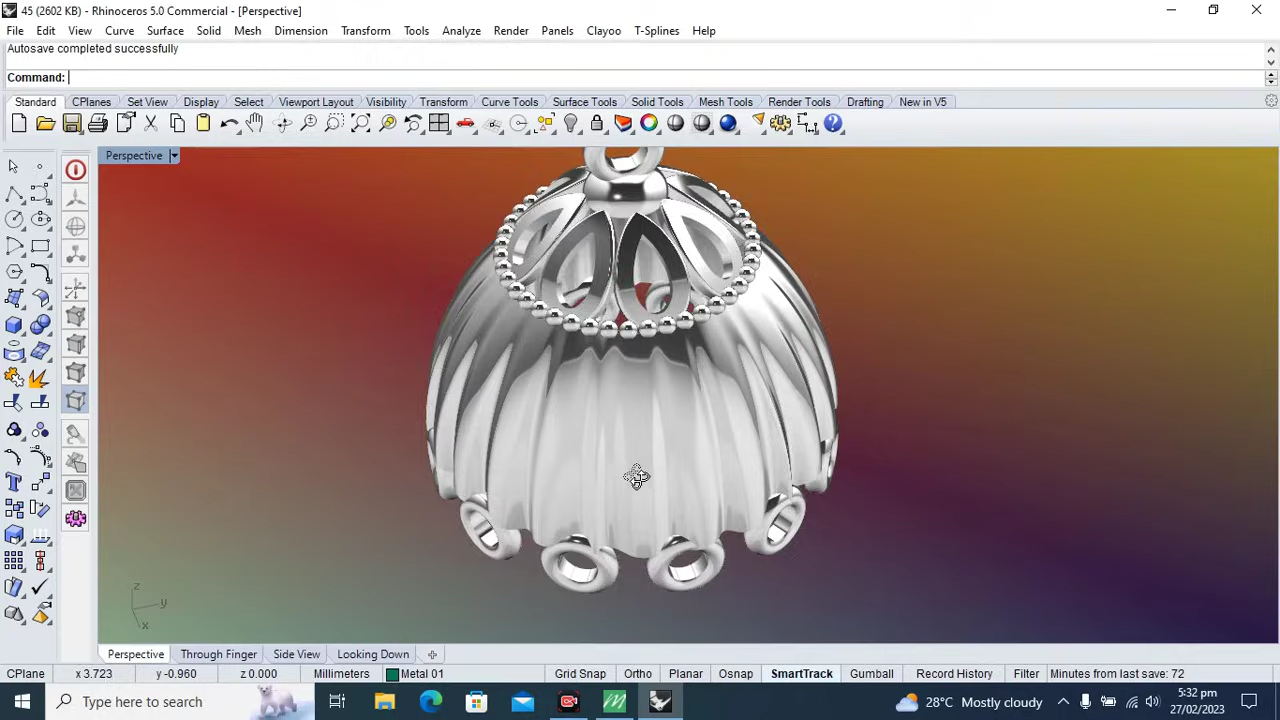 45 (2602 KB) - Rhinoceros 5.0 Commercial - [Perspective]
File Edit View Curve Surface Solid Mesh Dimension Transform Tools Analyze Render Panels Clayoo T-Splines Help
Autosave completed successfully
Command:
Standard CPlanes Set View Display Select Viewport Layout Visibility Transform Curve Tools Surface Tools Solid Tools Mesh Tools Render Tools Drafting New in V5
Perspective
z
y
x
Perspective Through Finger Side View Looking Down
CPlane x 3.723 y -0.960 z 0.000 Millimeters Metal 01 Grid Snap Ortho Planar Osnap SmartTrack Gumball Record History Filter Minutes from last save: 72
Type here to search 28°C Mostly cloudy 5:32 pm
27/02/2023